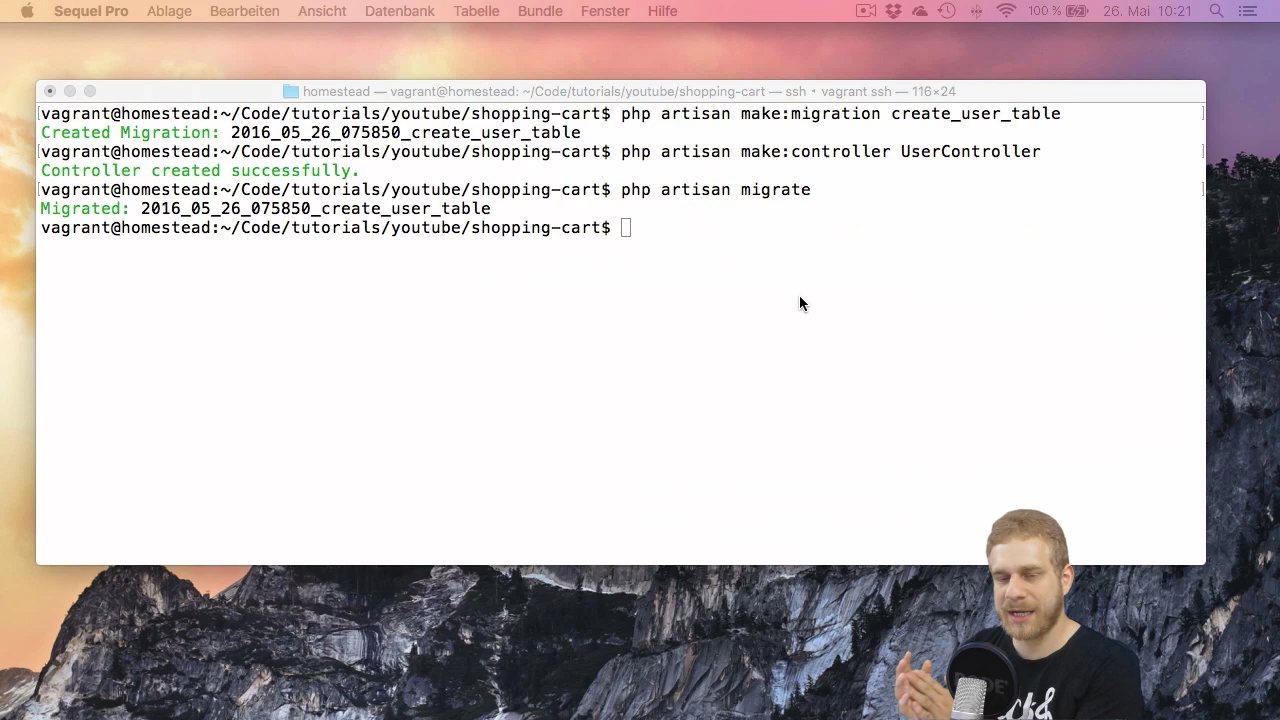 Sequel Pro Ablage Bearbeiten Ansicht Datenbank Tabelle Bundle Fenster Hilfe 100 % 26. Mai 10:21
homestead — vagrant@homestead: ~/Code/tutorials/youtube/shopping-cart — ssh • vagrant ssh — 116×24
[vagrant@homestead:~/Code/tutorials/youtube/shopping-cart$ php artisan make:migration create_user_table ]
Created Migration: 2016_05_26_075850_create_user_table
[vagrant@homestead:~/Code/tutorials/youtube/shopping-cart$ php artisan make:controller UserController ]
Controller created successfully.
[vagrant@homestead:~/Code/tutorials/youtube/shopping-cart$ php artisan migrate ]
Migrated: 2016_05_26_075850_create_user_table
vagrant@homestead:~/Code/tutorials/youtube/shopping-cart$